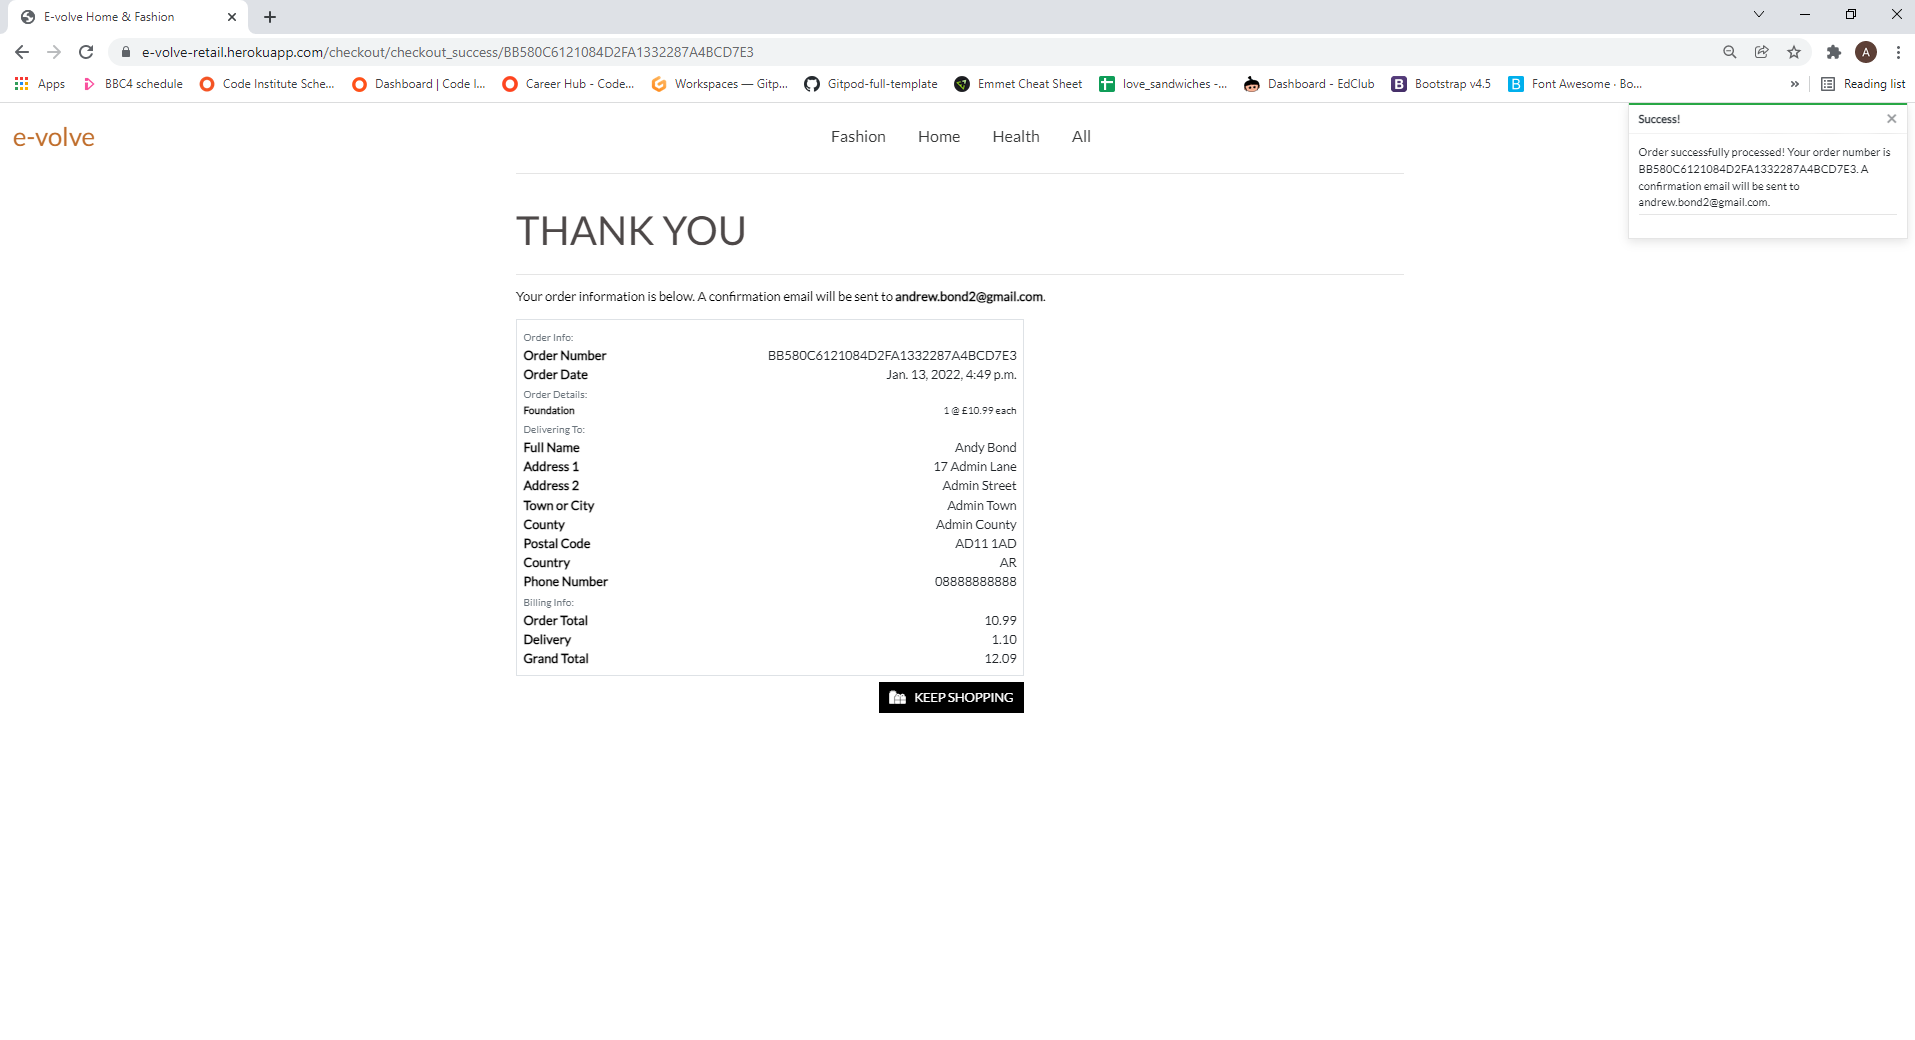 E-volve Home & Fashion
e-volve-retail.herokuapp.com/checkout/checkout_success/BB580C6121084D2FA1332287A4BCD7E3
A
Apps BBC4 schedule Code Institute Sche... Dashboard | Code I... Career Hub - Code... Workspaces — Gitp... Gitpod-full-template Emmet Cheat Sheet love_sandwiches -... Dashboard - EdClub B Bootstrap v4.5 B Font Awesome · Bo... » Reading list
e-volve
Fashion Home Health All
Success!
Order successfully processed! Your order number is
BB580C6121084D2FA1332287A4BCD7E3. A
confirmation email will be sent to
andrew.bond2@gmail.com.
THANK YOU
Your order information is below. A confirmation email will be sent to andrew.bond2@gmail.com.
Order Info:
Order Number BB580C6121084D2FA1332287A4BCD7E3
Order Date Jan. 13, 2022, 4:49 p.m.
Order Details:
Foundation 1 @ £10.99 each
Delivering To:
Full Name Andy Bond
Address 1 17 Admin Lane
Address 2 Admin Street
Town or City Admin Town
County Admin County
Postal Code AD11 1AD
Country AR
Phone Number 08888888888
Billing Info:
Order Total 10.99
Delivery 1.10
Grand Total 12.09
KEEP SHOPPING